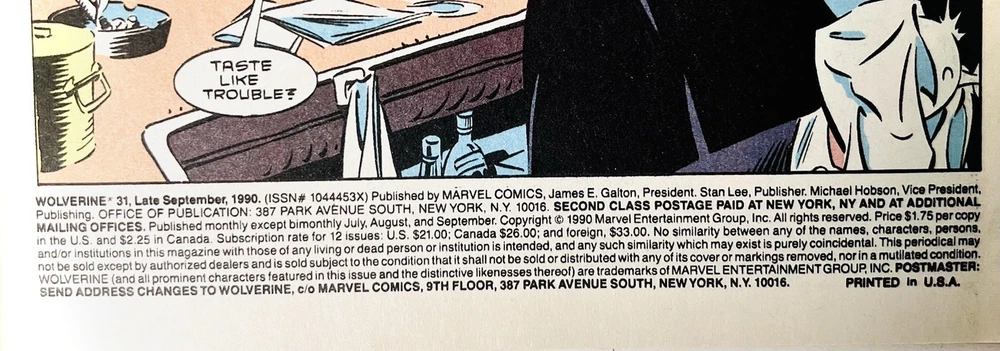 TASTE
LIKE
TROUBLE?
WOLVERINE® 31, Late September, 1990. (ISSN# 1044453X) Published by MARVEL COMICS, James E. Galton, President. Stan Lee, Publisher. Michael Hobson, Vice President,
Publishing. OFFICE OF PUBLICATION: 387 PARK AVENUE SOUTH, NEW YORK, N.Y. 10016 SECOND CLASS POSTAGE PAID AT NEW YORK, NY AND AT ADDITIONAL
MAILING OFFICES. Published monthly except bimonthly July, August, and September. Copyright © 1990 Marvel Entertainment Group, Inc. All rights reserved. Price $1.75 per copy
in the U.S. and $2.25 in Canada. Subscription rate for 12 issues: U.S. $21.00; Canada $26.00; and foreign, $33.00. No similarity between any of the names, characters, persons,
and/or institutions in this magazine with those of any living or dead person or institution is intended, and any such similarity which may exist is purely coincidental. This periodical may
not be sold except by authorized dealers and is sold subject to the condition that it shall not be sold or distributed with any of its cover or markings removed, nor in a mutilated condition.
WOLVERINE (and all prominent characters featured in this issue and the distinctive likenesses thereof) are trademarks of MARVEL ENTERTAINMENT GROUP, INC. POSTMASTER:
SEND ADDRESS CHANGES TO WOLVERINE, c/o MARVEL COMICS, 9TH FLOOR, 387 PARK AVENUE SOUTH, NEW YORK, N.Y. 10016. PRINTED in U.S.A.